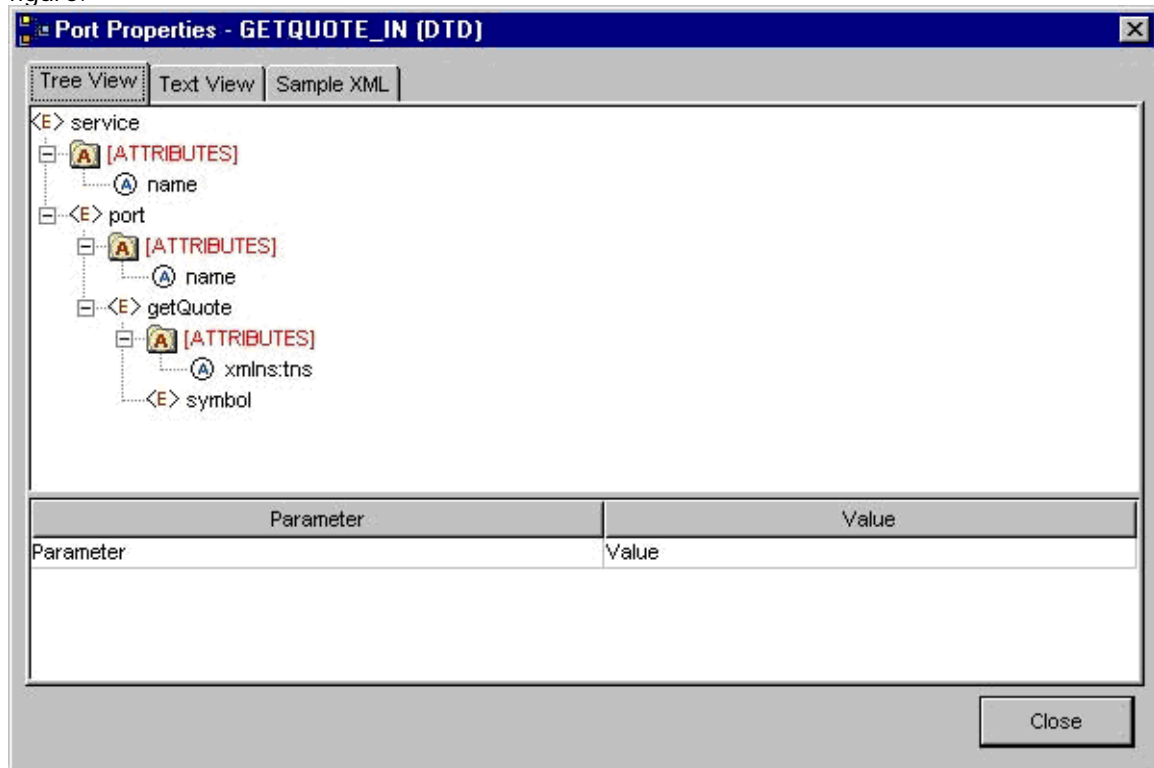 figure.
Port Properties - GETQUOTE_IN (DTD)
Tree View Text View Sample XML
<E> service
A [ATTRIBUTES]
A name
<E> port
A [ATTRIBUTES]
A name
<E> getQuote
A [ATTRIBUTES]
A xmlns:tns
<E> symbol
Parameter Value
Parameter Value
Close